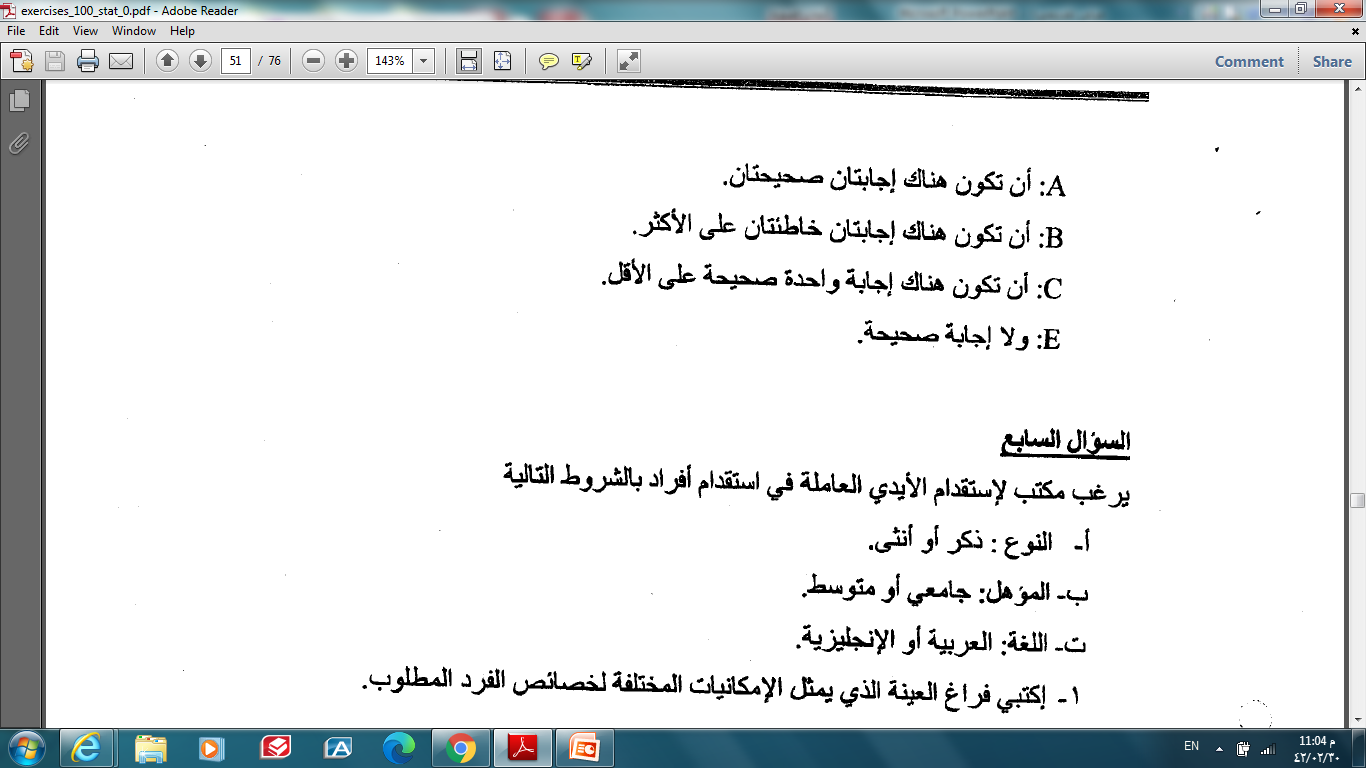 exercises_100_stat_0.pdf - Adobe Reader
File Edit View Window Help
51 / 76 143% Comment Share
A: أن تكون هناك إجابتان صحيحتان.
B: أن تكون هناك إجابتان خاطئتان على الأكثر.
C: أن تكون هناك إجابة واحدة صحيحة على الأقل.
E: ولا إجابة صحيحة.
السؤال السابع
يرغب مكتب لإستقدام الأيدي العاملة في استقدام أفراد بالشروط التالية
أ- النوع : ذكر أو أنثى.
ب- المؤهل: جامعي أو متوسط.
ت- اللغة: العربية أو الإنجليزية.
١- إكتبي فراغ العينة الذي يمثل الإمكانيات المختلفة لخصائص الفرد المطلوب.
EN 11:04 م
٤٢/٠٢/٣٠